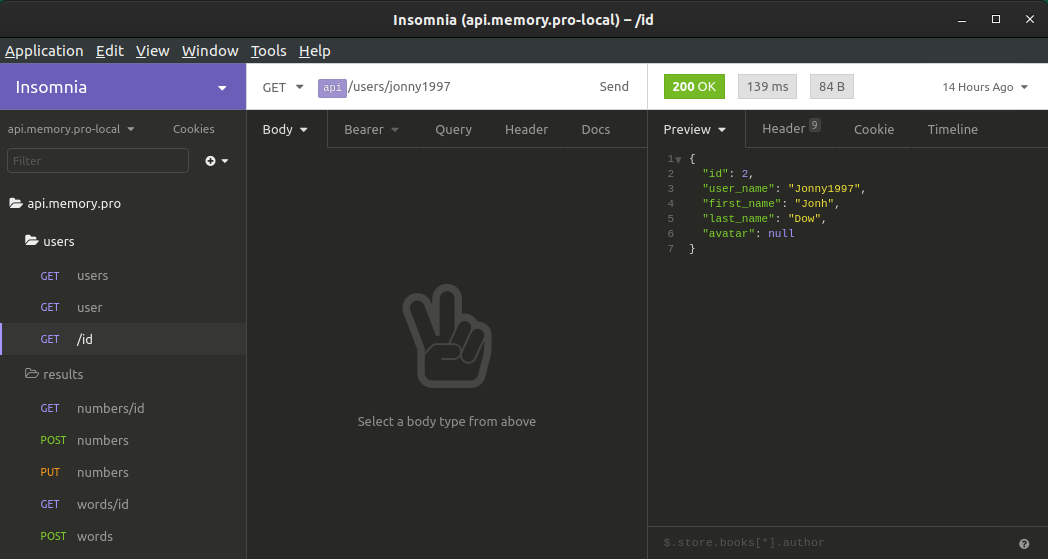 Insomnia (api.memory.pro-local) – /id
Application Edit View Window Tools Help
Insomnia
GET api /users/jonny1997 Send
200 OK 139 ms 84 B 14 Hours Ago
api.memory.pro-local Cookies
Body Bearer Query Header Docs
Preview Header 9 Cookie Timeline
Filter
api.memory.pro
users
GET users
GET user
GET /id
results
GET numbers/id
POST numbers
PUT numbers
GET words/id
POST words
Select a body type from above
1 {
2 "id": 2,
3 "user_name": "Jonny1997",
4 "first_name": "Jonh",
5 "last_name": "Dow",
6 "avatar": null
7 }
$.store.books[*].author